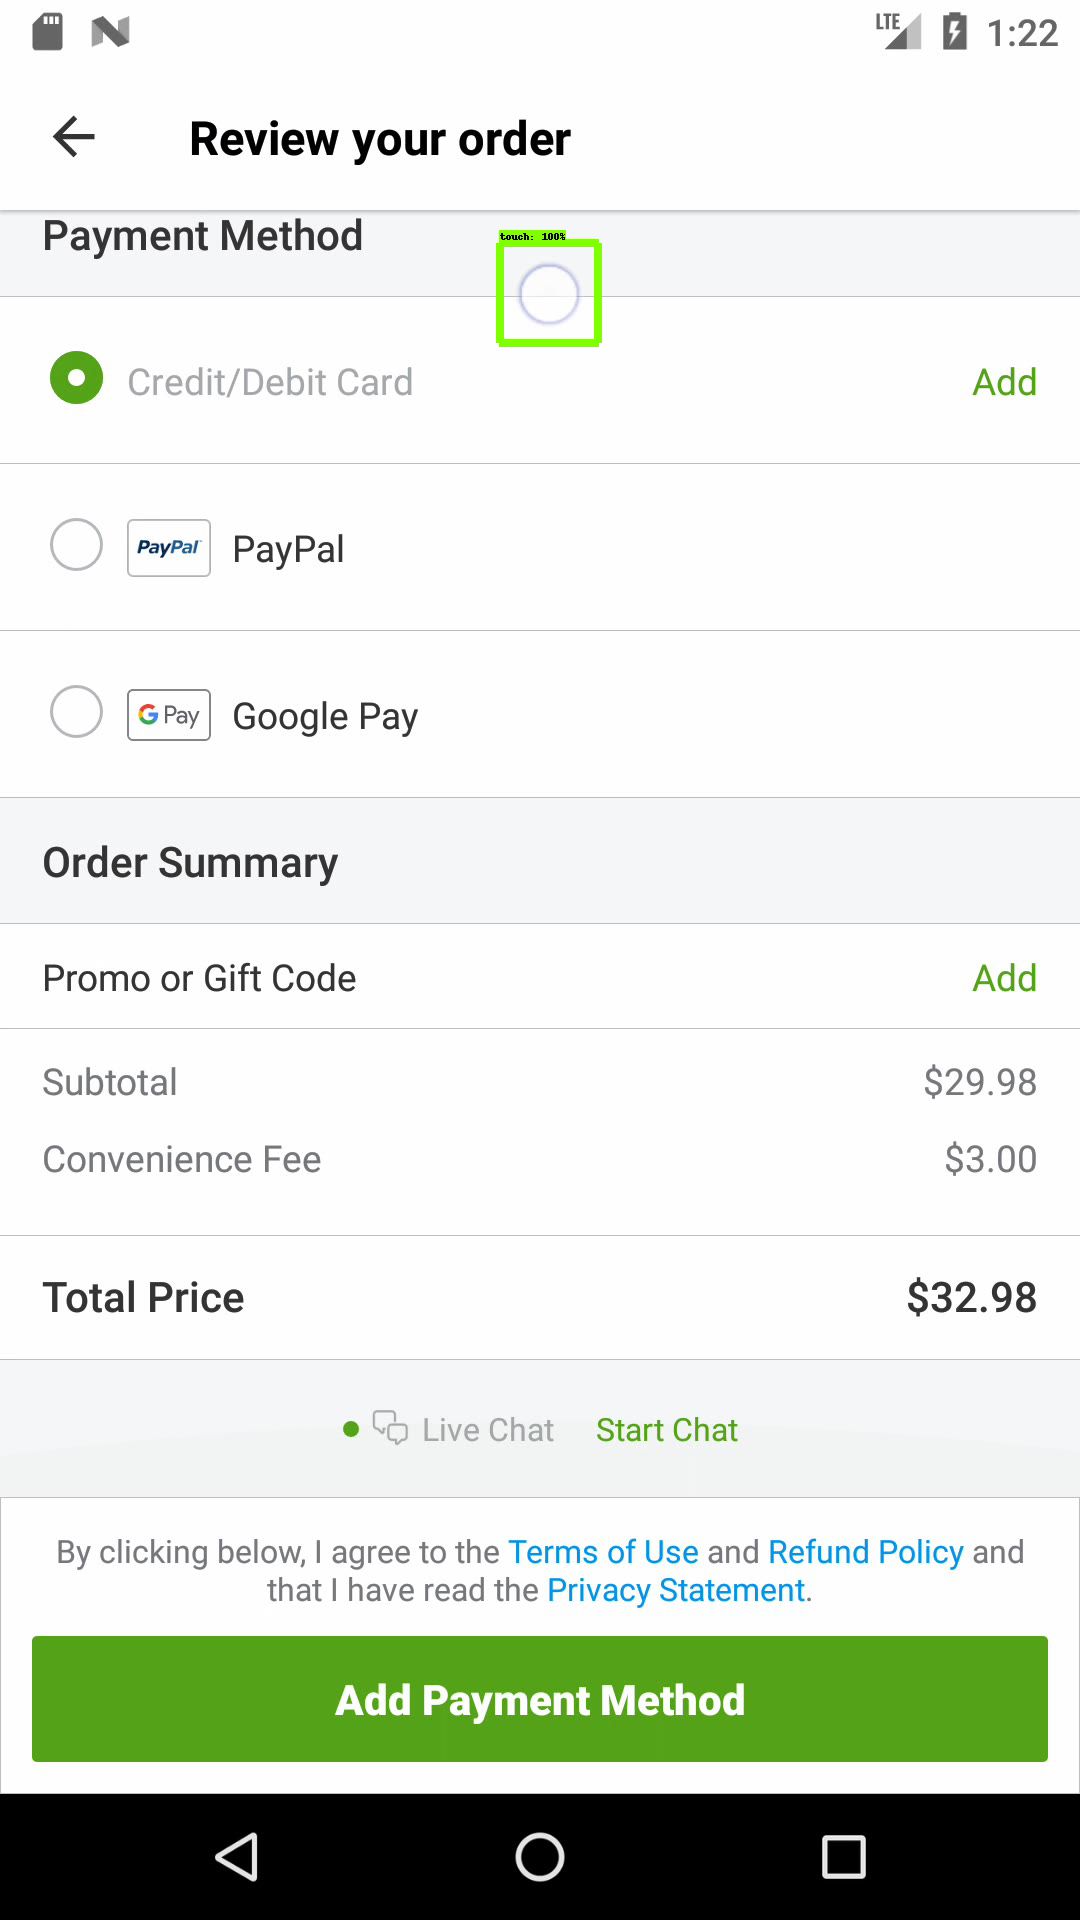 LTE 1:22
Review your order
Payment Method
touch: 100%
Credit/Debit Card Add
PayPal PayPal
G Pay Google Pay
Order Summary
Promo or Gift Code Add
Subtotal $29.98
Convenience Fee $3.00
Total Price $32.98
Live Chat Start Chat
By clicking below, I agree to the Terms of Use and Refund Policy and
that I have read the Privacy Statement.
Add Payment Method